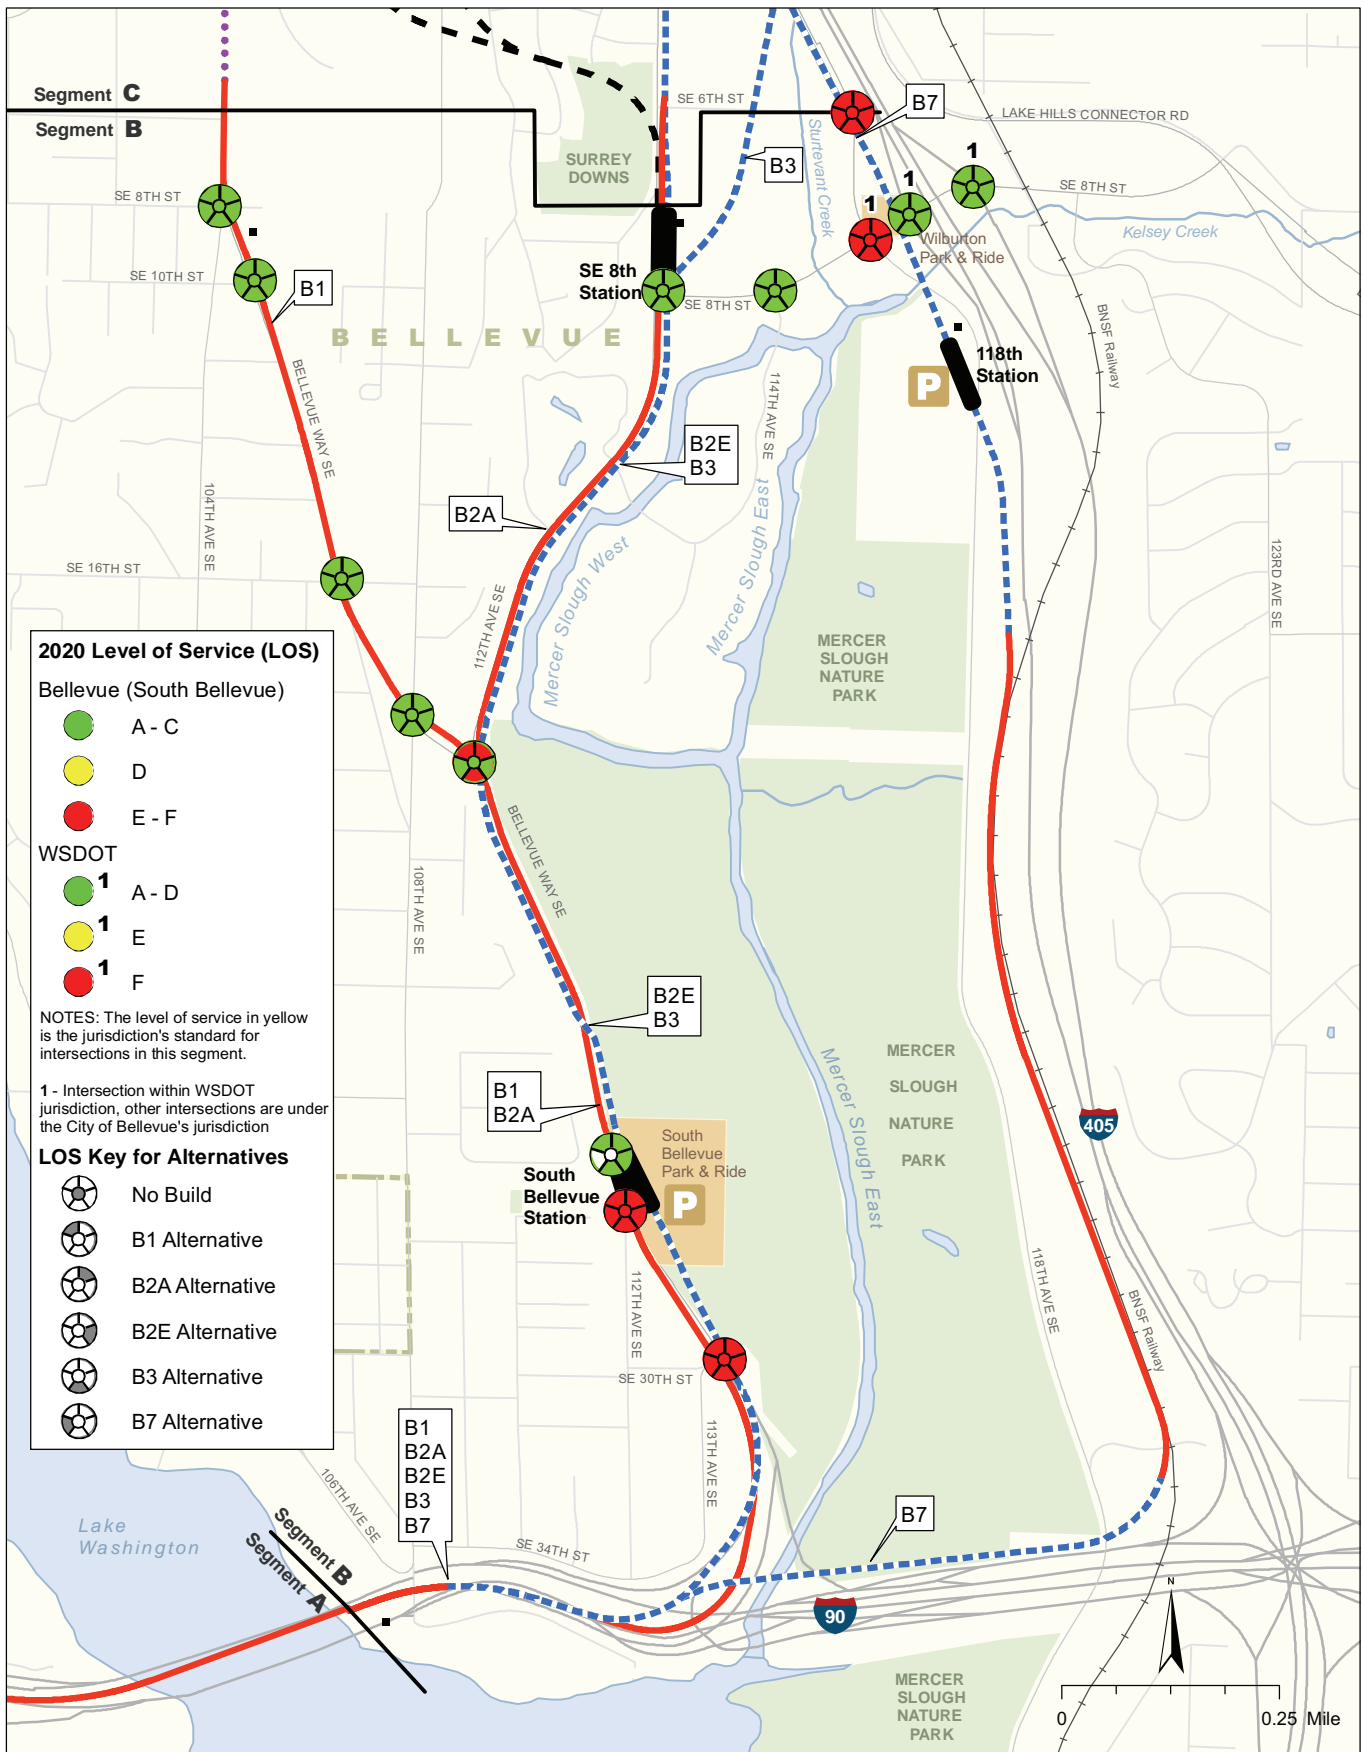 Segment C
Segment B
SE 6TH ST
B7
LAKE HILLS CONNECTOR RD
SURREY
DOWNS
Sturtevant Creek
B3
1
1
1
SE 8TH ST
SE 8TH ST
Kelsey Creek
Wilburton
Park & Ride
SE 10TH ST
B1
SE 8th
Station
SE 8TH ST
BELLEVUE
BNSF Railway
118th
Station
P
BELLEVUE WAY SE
114TH AVE SE
B2E
B3
B2A
104TH AVE SE
SE 16TH ST
Mercer Slough West
Mercer Slough East
123RD AVE SE
112TH AVE SE
MERCER
SLOUGH
NATURE
PARK
2020 Level of Service (LOS)
Bellevue (South Bellevue)
A - C
D
E - F
WSDOT
1
A - D
1
E
1
F
NOTES: The level of service in yellow
is the jurisdiction's standard for
intersections in this segment.
1 - Intersection within WSDOT
jurisdiction, other intersections are under
the City of Bellevue's jurisdiction
LOS Key for Alternatives
No Build
B1 Alternative
B2A Alternative
B2E Alternative
B3 Alternative
B7 Alternative
BELLEVUE WAY SE
108TH AVE SE
B2E
B3
B1
B2A
Mercer Slough East
MERCER
SLOUGH
NATURE
PARK
405
South
Bellevue
Park & Ride
P
South
Bellevue
Station
112TH AVE SE
118TH AVE SE
BNSF Railway
SE 30TH ST
113TH AVE SE
B1
B2A
B2E
B3
B7
106TH AVE SE
Lake
Washington
Segment B
Segment A
SE 34TH ST
B7
90
N
MERCER
SLOUGH
NATURE
PARK
0
0.25 Mile